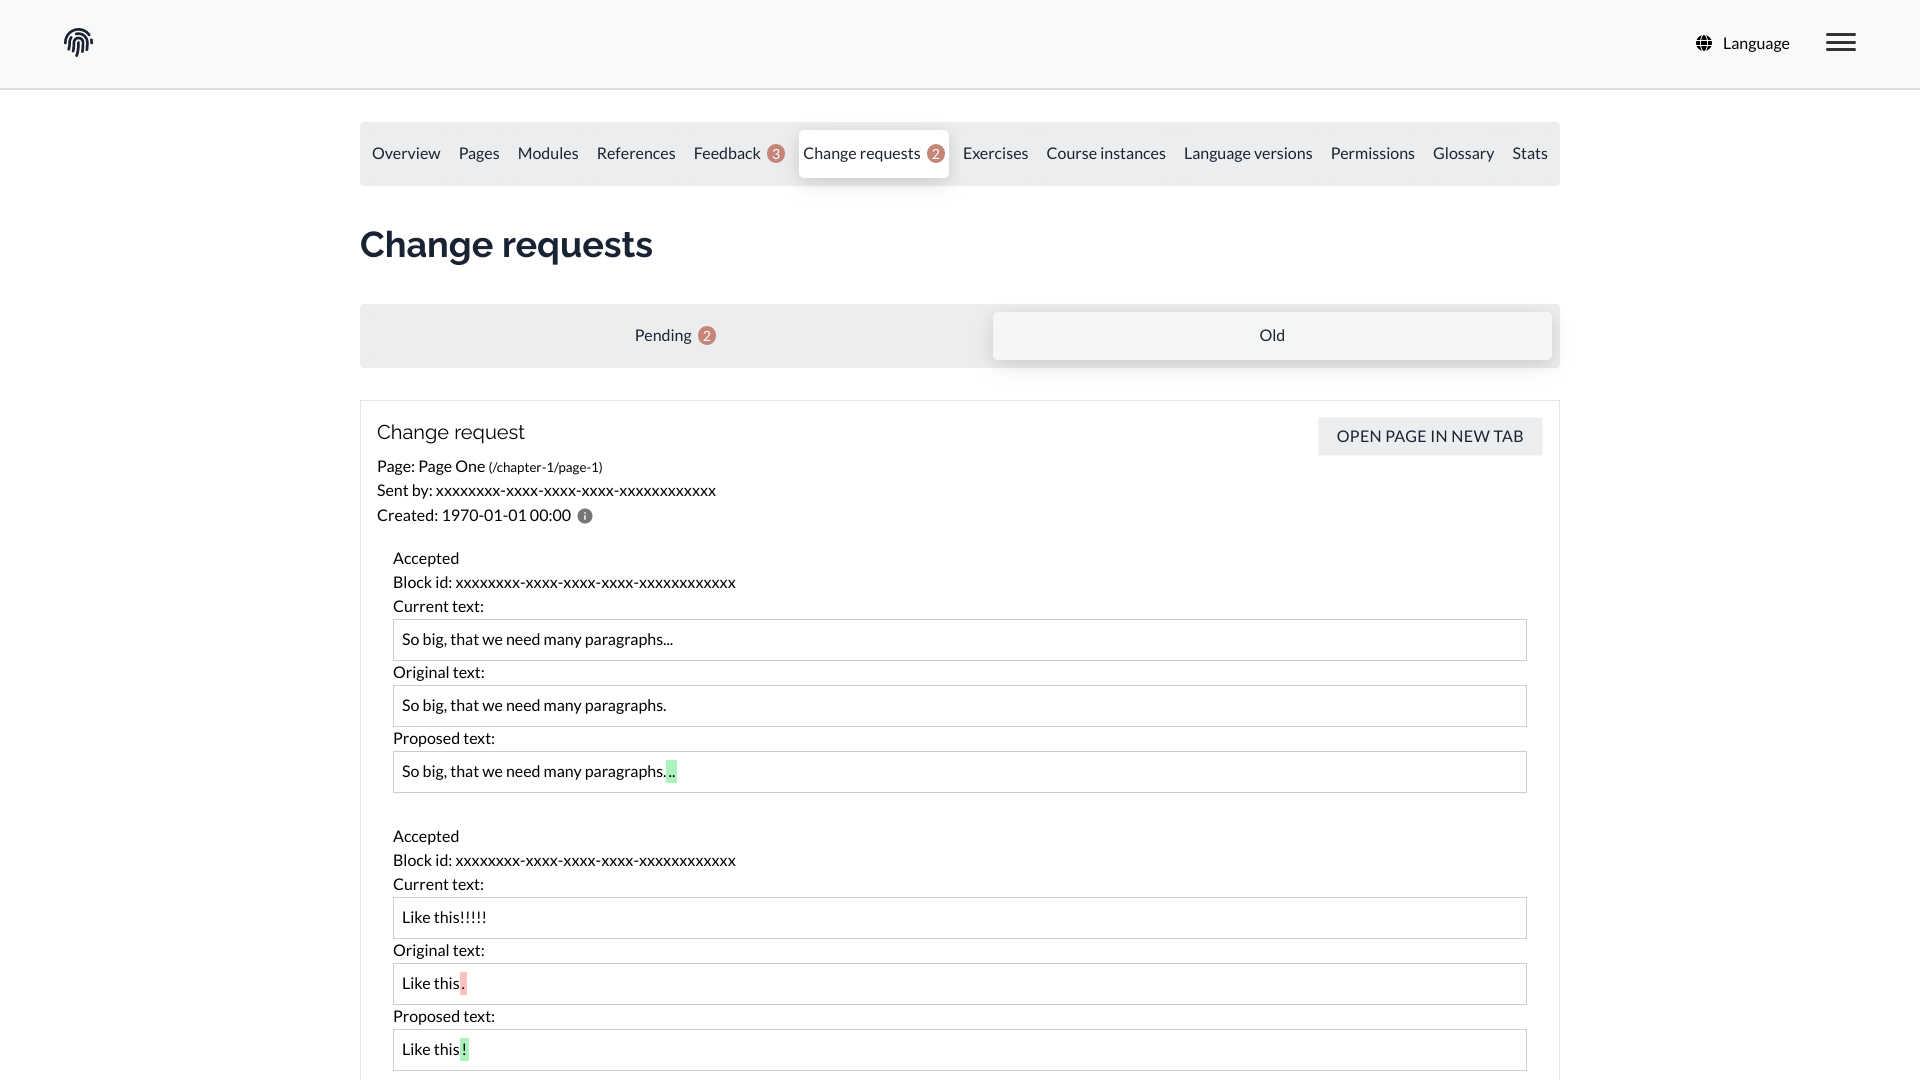 Language
Overview Pages Modules References Feedback 3 Change requests 2 Exercises Course instances Language versions Permissions Glossary Stats
Change requests
Pending 2 Old
Change request
OPEN PAGE IN NEW TAB
Page: Page One (/chapter-1/page-1)
Sent by: xxxxxxxx-xxxx-xxxx-xxxx-xxxxxxxxxxxx
Created: 1970-01-01 00:00
Accepted
Block id: xxxxxxxx-xxxx-xxxx-xxxx-xxxxxxxxxxxx
Current text:
So big, that we need many paragraphs...
Original text:
So big, that we need many paragraphs.
Proposed text:
So big, that we need many paragraphs...
Accepted
Block id: xxxxxxxx-xxxx-xxxx-xxxx-xxxxxxxxxxxx
Current text:
Like this!!!!!
Original text:
Like this.
Proposed text:
Like this!